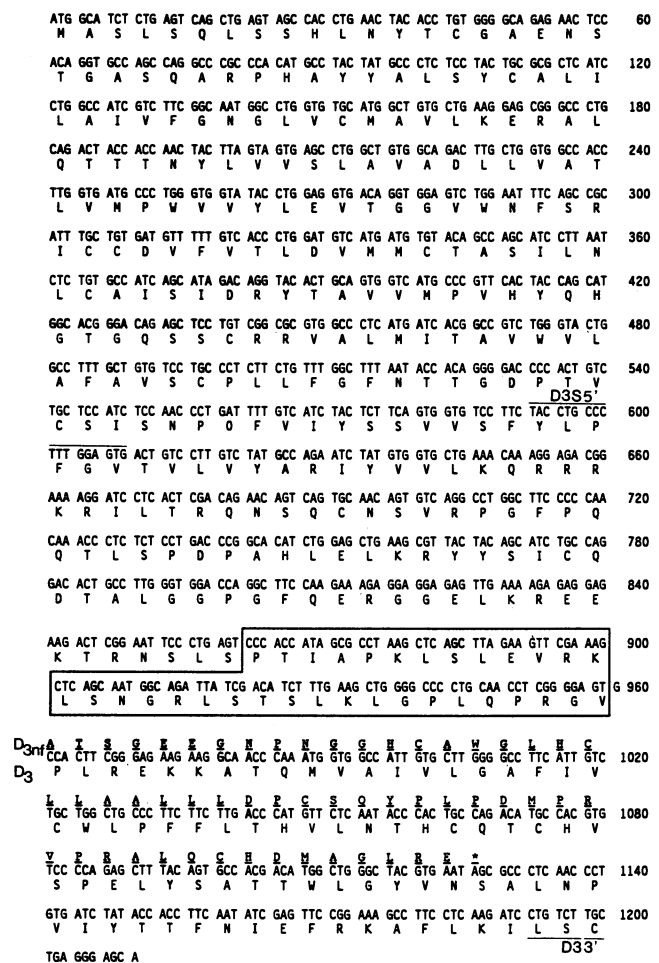 ATG GCA TCT CTG AGT CAG CTG AGT AGC CAC CTG AAC TAC ACC TGT GGG GCA GAG AAC TCC 60
M A S L S Q L S S H L N Y T C G A E N S
ACA GGT GCC AGC CAG GCC CGC CCA CAT GCC TAC TAT GCC CTC TCC TAC TGC GCG CTC ATC 120
T G A S Q A R P H A Y Y A L S Y C A L I
CTG GCC ATC GTC TTC GGC AAT GGC CTG GTG TGC ATG GCT GTG CTG AAG GAG CGG GCC CTG 180
L A I V F G N G L V C M A V L K E R A L
CAG ACT ACC ACC AAC TAC TTA GTA GTG AGC CTG GCT GTG GCA GAC TTG CTG GTG GCC ACC 240
Q T T T N Y L V V S L A V A D L L V A T
TTG GTG ATG CCC TGG GTG GTA TAC CTG GAG GTG ACA GGT GGA GTC TGG AAT TTC AGC CGC 300
L V M P W V V Y L E V T G G V W N F S R
ATT TGC TGT GAT GTT TTT GTC ACC CTG GAT GTC ATG ATG TGT ACA GCC AGC ATC CTT AAT 360
I C C D V F V T L D V M M C T A S I L N
CTC TGT GCC ATC AGC ATA GAC AGG TAC ACT GCA GTG GTC ATG CCC GTT CAC TAC CAG CAT 420
L C A I S I D R Y T A V V M P V H Y Q H
GGC ACG GGA CAG AGC TCC TGT CGG CGC GTG GCC CTC ATG ATC ACG GCC GTC TGG GTA CTG 480
G T G Q S S C R R V A L M I T A V W V L
GCC TTT GCT GTG TCC TGC CCT CTT CTG TTT GGC TTT AAT ACC ACA GGG GAC CCC ACT GTC 540
A F A V S C P L L F G F N T T G D P T V
D3S5'
TGC TCC ATC TCC AAC CCT GAT TTT GTC ATC TAC TCT TCA GTG GTG TCC TTC TAC CTG CCC 600
C S I S N P O F V I Y S S V V S F Y L P
TTT GGA GTG ACT GTC CTT GTC TAT GCC AGA ATC TAT GTG GTG CTG AAA CAA AGG AGA CGG 660
F G V T V L V Y A R I Y V V L K Q R R R
AAA AGG ATC CTC ACT CGA CAG AAC AGT CAG TGC AAC AGT GTC AGG CCT GGC TTC CCC CAA 720
K R I L T R Q N S Q C N S V R P G F P Q
CAA ACC CTC TCT CCT GAC CCG GCA CAT CTG GAG CTG AAG CGT TAC TAC AGC ATC TGC CAG 780
Q T L S P D P A H L E L K R Y Y S I C Q
GAC ACT GCC TTG GGT GGA CCA GGC TTC CAA GAA AGA GGA GGA GAG TTG AAA AGA GAG GAG 840
D T A L G G P G F Q E R G G E L K R E E
AAG ACT CGG AAT TCC CTG AGT CCC ACC ATA GCG CCT AAG CTC AGC TTA GAA GTT CGA AAG 900
K T R N S L S P T I A P K L S L E V R K
CTC AGC AAT GGC AGA TTA TCG ACA TCT TTG AAG CTG GGG CCC CTG CAA CCT CGG GGA GTG 960
L S N G R L S T S L K L G P L Q P R G V
D3nf A I S G E E G N P N G G H C A W G L H C
CCA CTT CGG GAG AAG AAG GCA ACC CAA ATG GTG GCC ATT GTG CTT GGG GCC TTC ATT GTC 1020
D3 P L R E K K A T Q M V A I V L G A F I V
L L A A L L L D P C S Q Y P L P D M P R
TGC TGG CTG CCC TTC TTC TTG ACC CAT GTT CTC AAT ACC CAC TGC CAG ACA TGC CAC GTG 1080
C W L P F F L T H V L N T H C Q T C H V
V P R A L Q C H D M A G L R E *
TCC CCA GAG CTT TAC AGT GCC ACG ACA TGG CTG GGC TAC GTG AAT AGC GCC CTC AAC CCT 1140
S P E L Y S A T T W L G Y V N S A L N P
GTG ATC TAT ACC ACC TTC AAT ATC GAG TTC CGG AAA GCC TTC CTC AAG ATC CTG TCT TGC 1200
V I Y T T F N I E F R K A F L K I L S C
D33'
TGA GGG AGC A